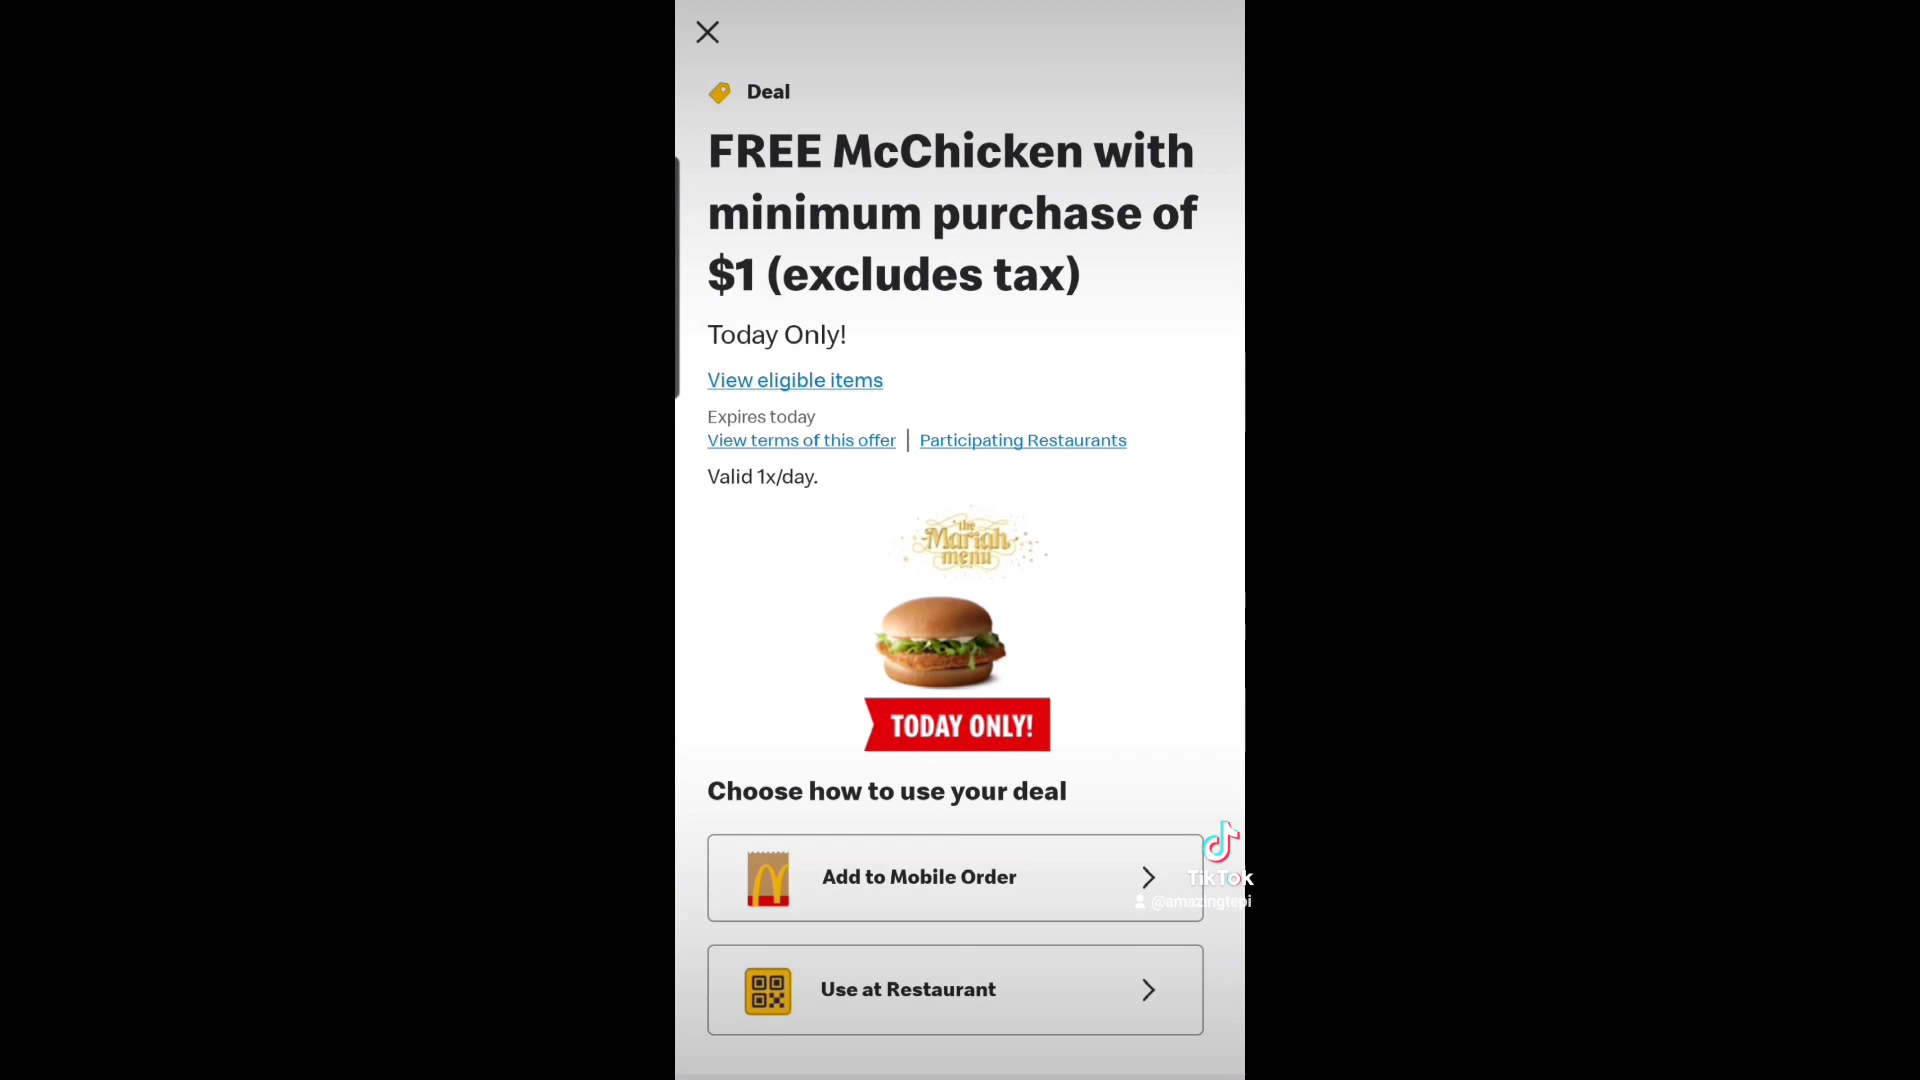 Deal
FREE McChicken with
minimum purchase of
$1 (excludes tax)
Today Only!
View eligible items
Expires today
View terms of this offer | Participating Restaurants
Valid 1x/day.
the
Mariah
menu
TODAY ONLY!
Choose how to use your deal
Add to Mobile Order
TikTok
@amazingtepi
Use at Restaurant